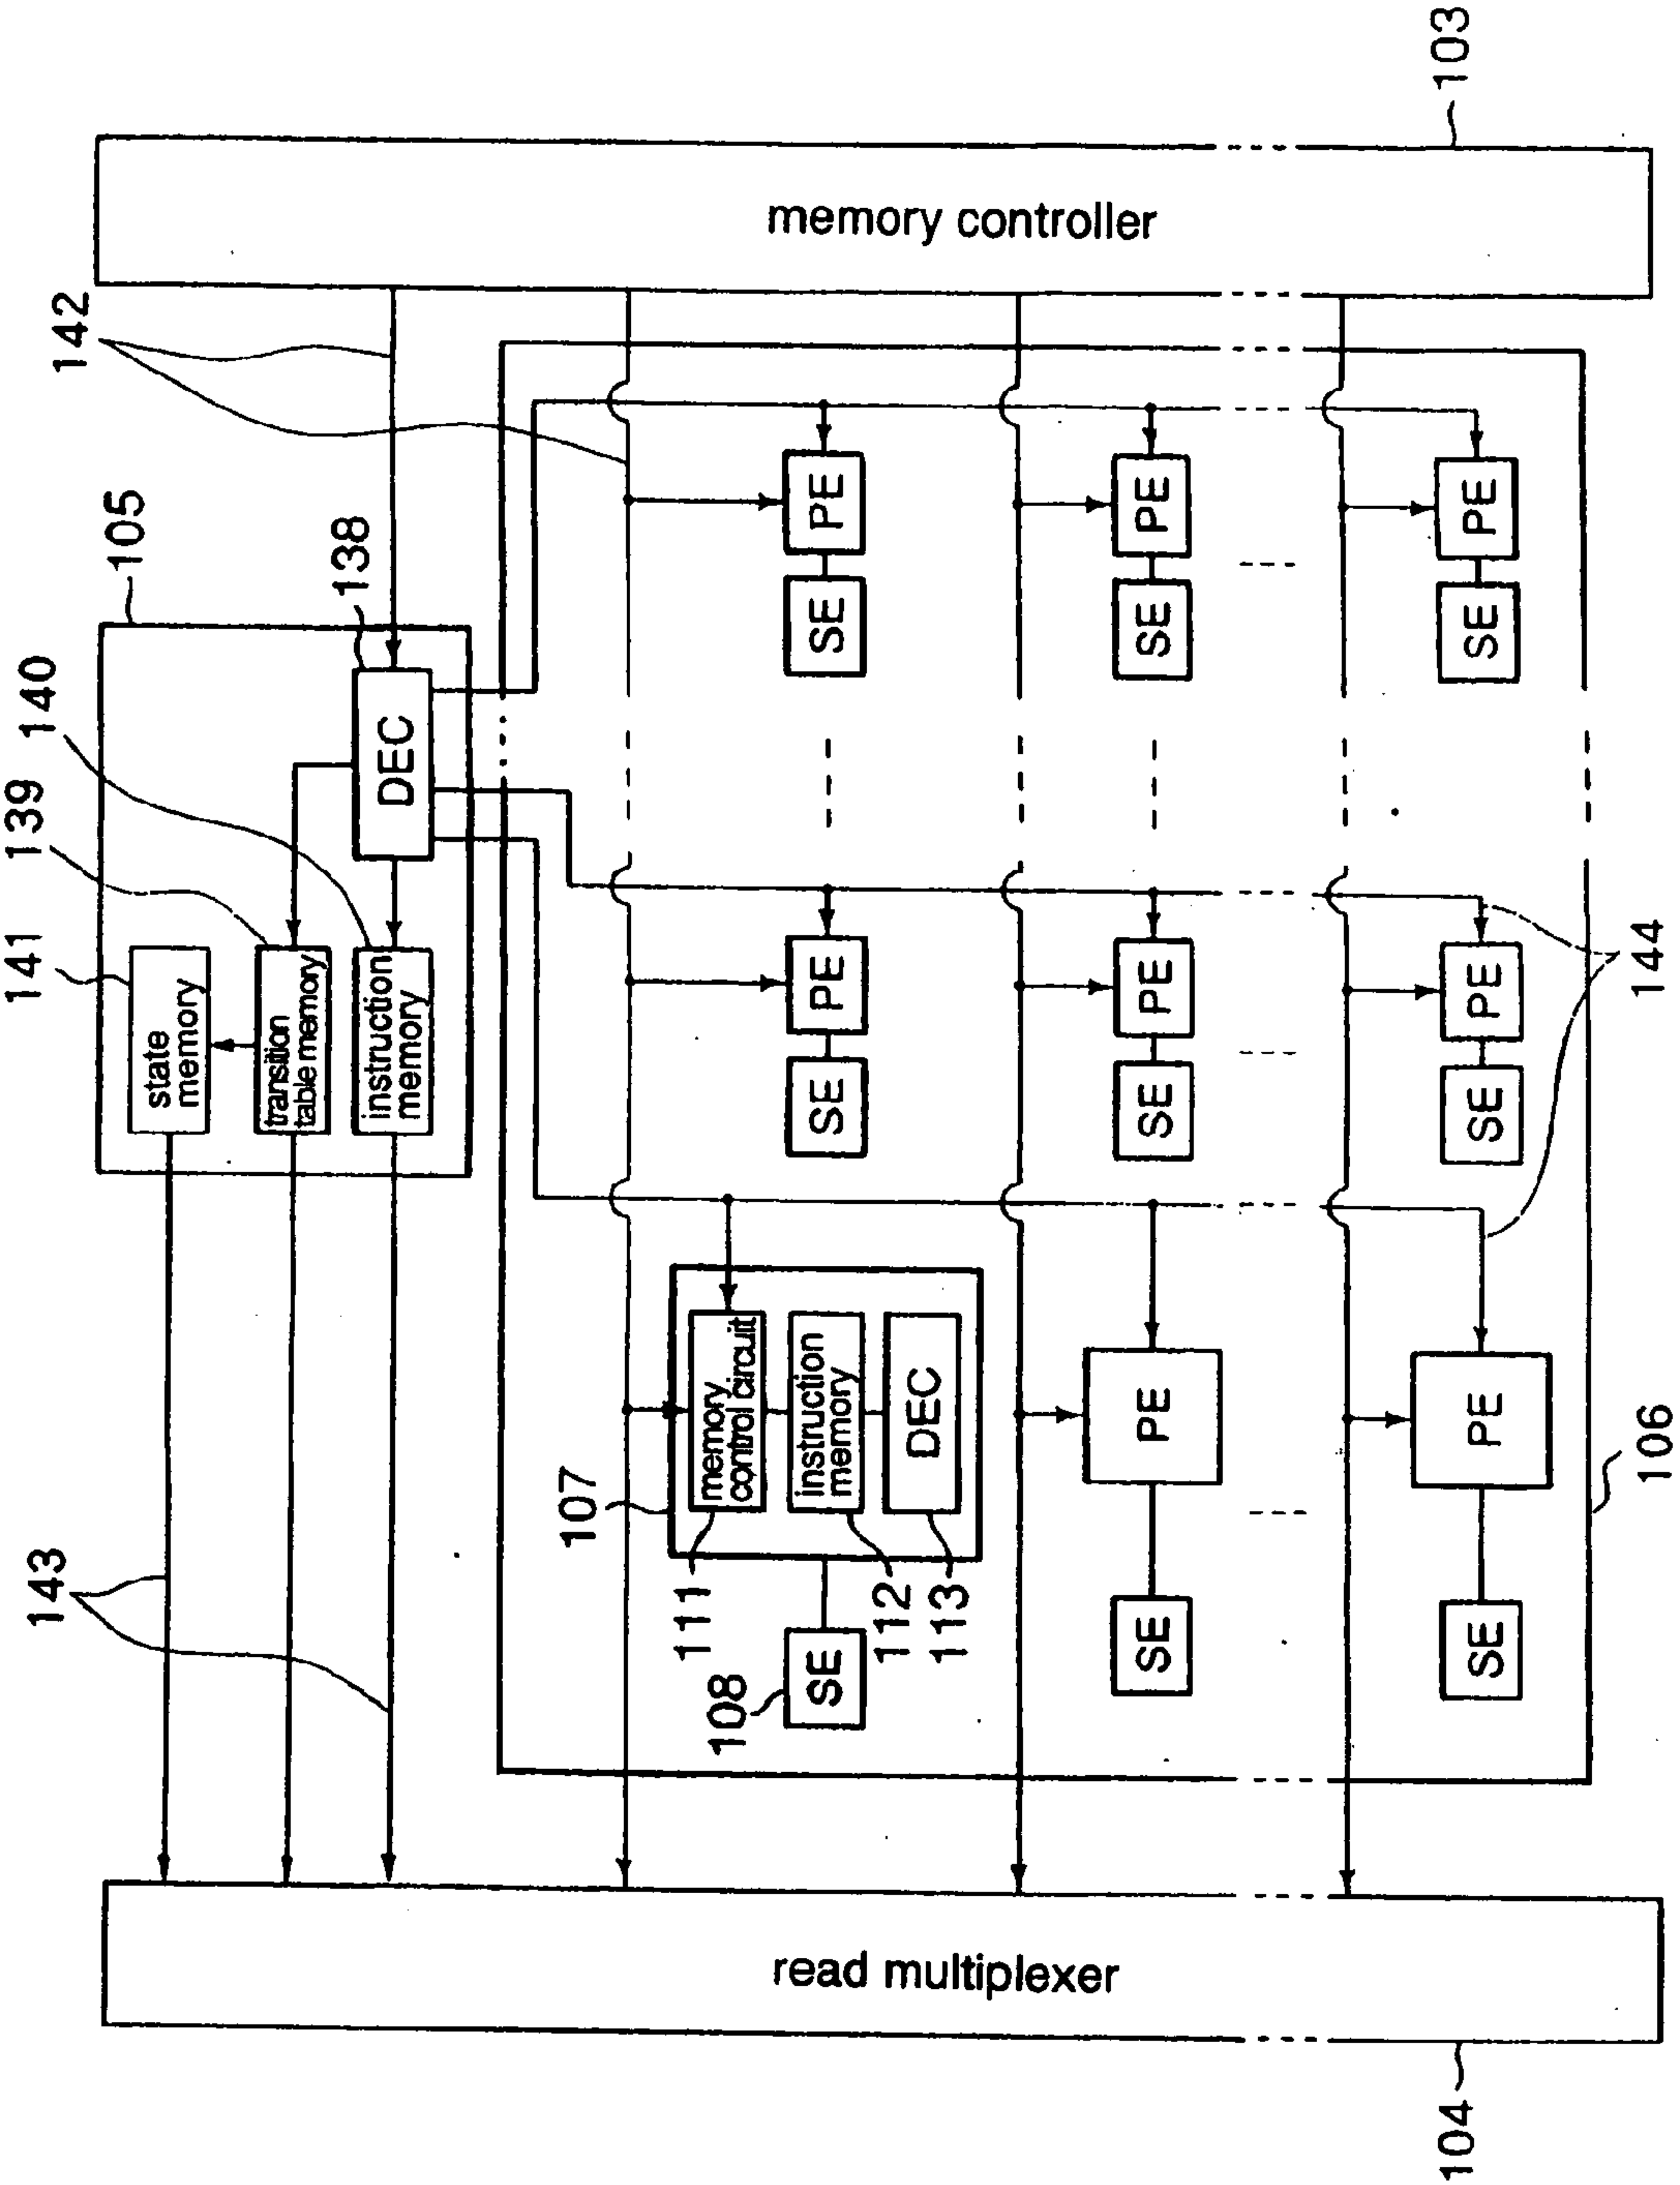 143
141
139
140
142
105
state
memory
transition
table memory
138
instruction
memory
DEC
read multiplexer
memory controller
107
111
108
memory
control circuit
instruction
memory
DEC
112
113
SE
SE PE
SE PE
SE PE
SE PE
SE PE
SE PE
SE PE
SE PE
104
106
144
103